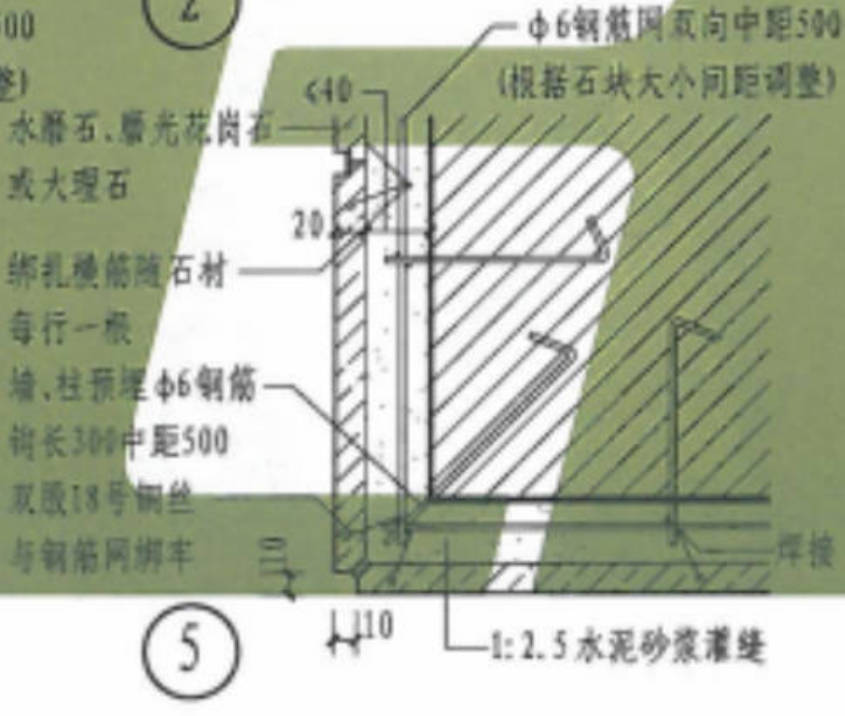 2
00
φ6钢筋网双向中距500
整)
(根据石块大小间距调整)
≤40
水磨石、磨光花岗石
或大理石
20
绑扎横筋随石材
每行一根
墙、柱预埋φ6钢筋
钩长300中距500
双股18号铜丝
与钢筋网绑牢
焊接
10
10
5
1:2.5水泥砂浆灌缝